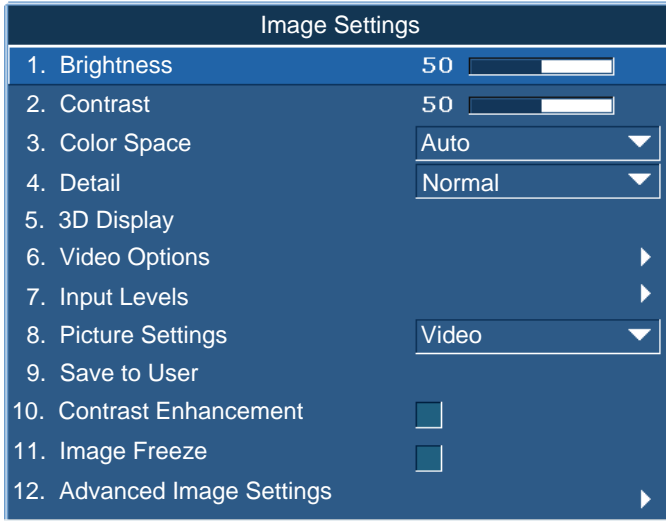 Image Settings
1. Brightness 50
2. Contrast 50
3. Color Space Auto
4. Detail Normal
5. 3D Display
6. Video Options
7. Input Levels
8. Picture Settings Video
9. Save to User
10. Contrast Enhancement
11. Image Freeze
12. Advanced Image Settings